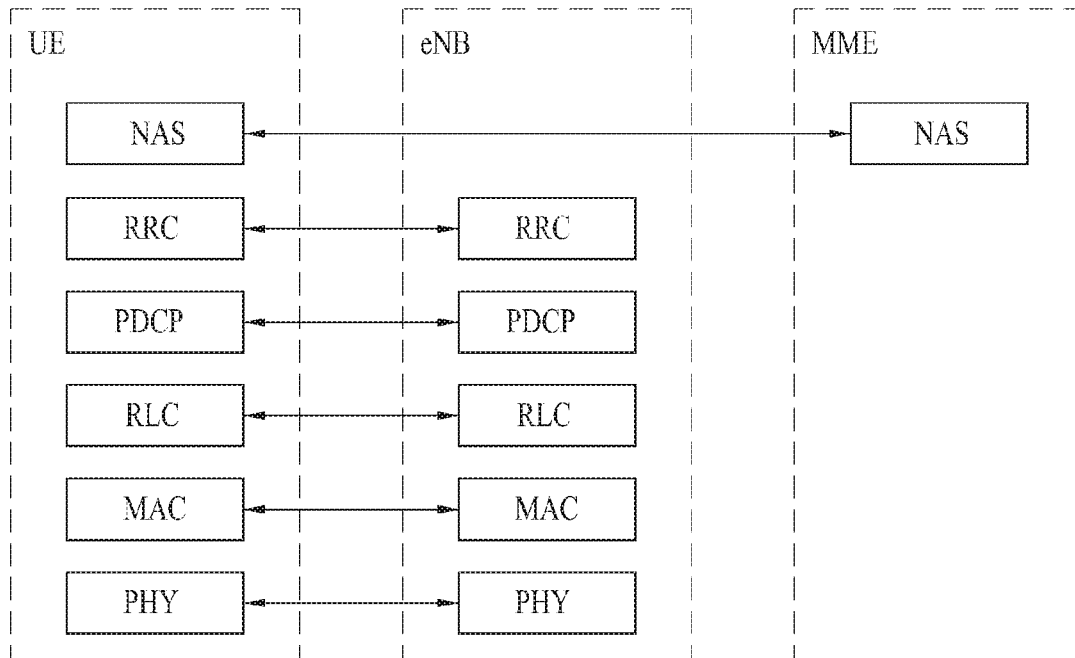 UE eNB MME
NAS NAS
RRC RRC
PDCP PDCP
RLC RLC
MAC MAC
PHY PHY